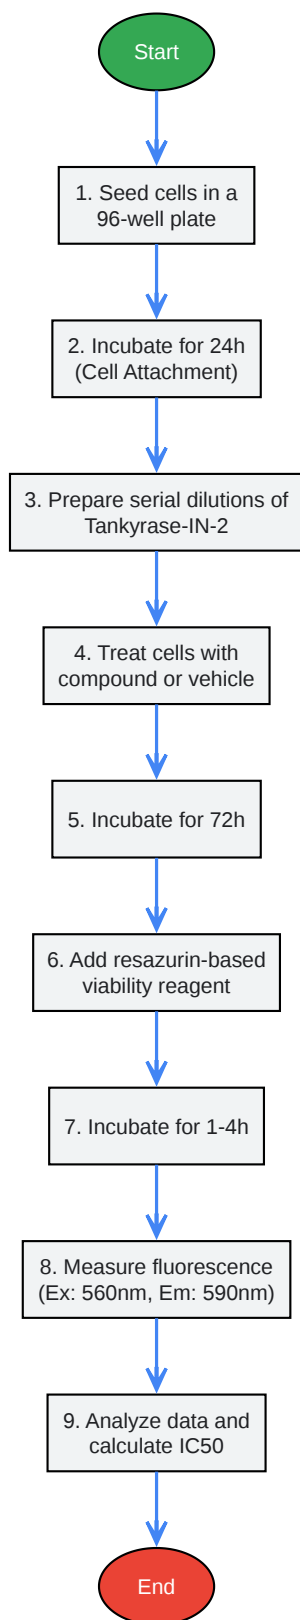 Start
1. Seed cells in a
96-well plate
2. Incubate for 24h
(Cell Attachment)
3. Prepare serial dilutions of
Tankyrase-IN-2
4. Treat cells with
compound or vehicle
5. Incubate for 72h
6. Add resazurin-based
viability reagent
7. Incubate for 1-4h
8. Measure fluorescence
(Ex: 560nm, Em: 590nm)
9. Analyze data and
calculate IC50
End